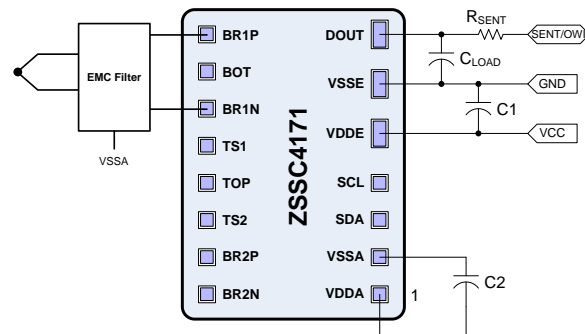 BR1P
DOUT
R_SENT
SENT/OWI
EMC Filter
BOT
C_LOAD
BR1N
VSSE
GND
C1
VSSA
TS1
VDDE
VCC
ZSSC4171
TOP
SCL
TS2
SDA
BR2P
VSSA
C2
BR2N
VDDA
1